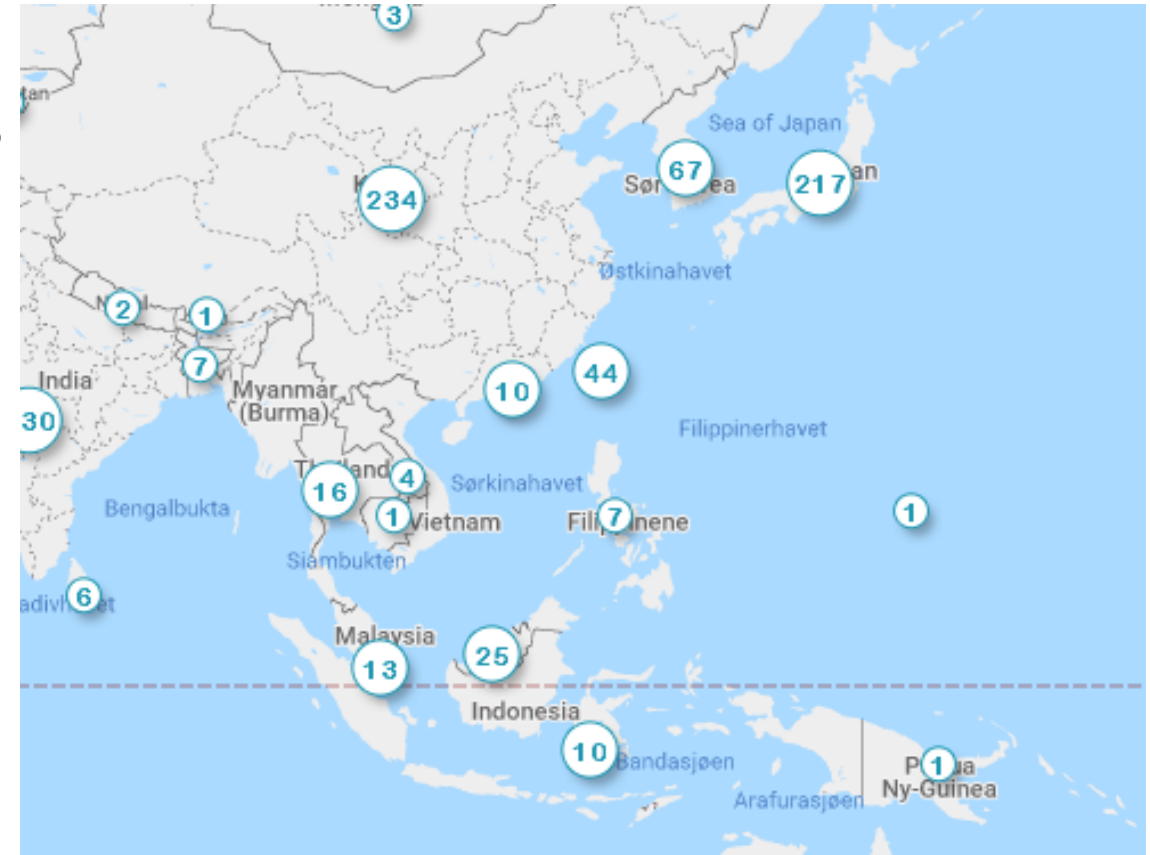 3
Sea of Japan
67
217
234
Østkinahavet
2
1
7
India
44
10
Myanmar
(Burma)
30
Filippinerhavet
4
16
Sørkinahavet
Bengalbukta
1
Vietnam
7
1
Siambukten
6
Malaysia
25
13
Indonesia
10
Bandasjøen
1
Ny-Guinea
Arafurasjøen